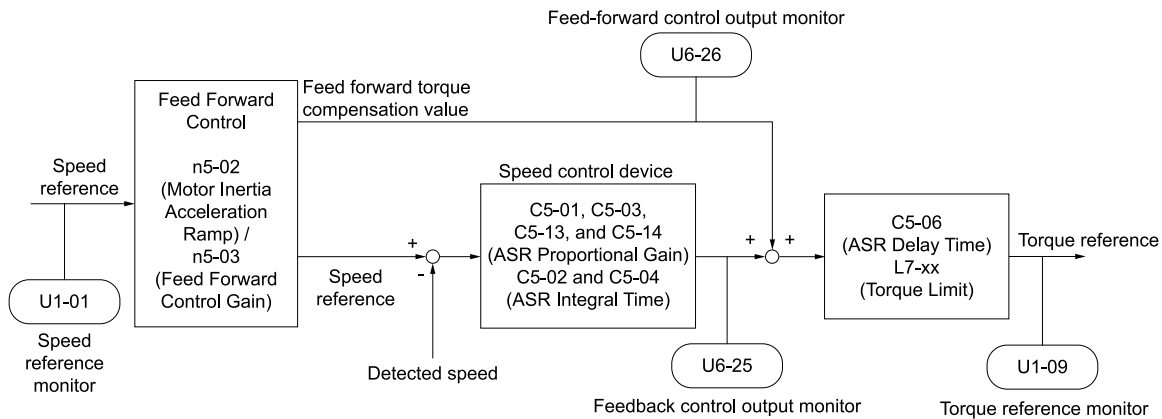 Feed-forward control output monitor
U6-26
Feed Forward
Control
n5-02
(Motor Inertia
Acceleration
Ramp) /
n5-03
(Feed Forward
Control Gain)
Feed forward torque
compensation value
Speed
reference
U1-01
Speed
reference
monitor
Speed
reference
+
-
Detected speed
Speed control device
C5-01, C5-03,
C5-13, and C5-14
(ASR Proportional Gain)
C5-02 and C5-04
(ASR Integral Time)
+
+
U6-25
Feedback control output monitor
C5-06
(ASR Delay Time)
L7-xx
(Torque Limit)
Torque reference
U1-09
Torque reference monitor